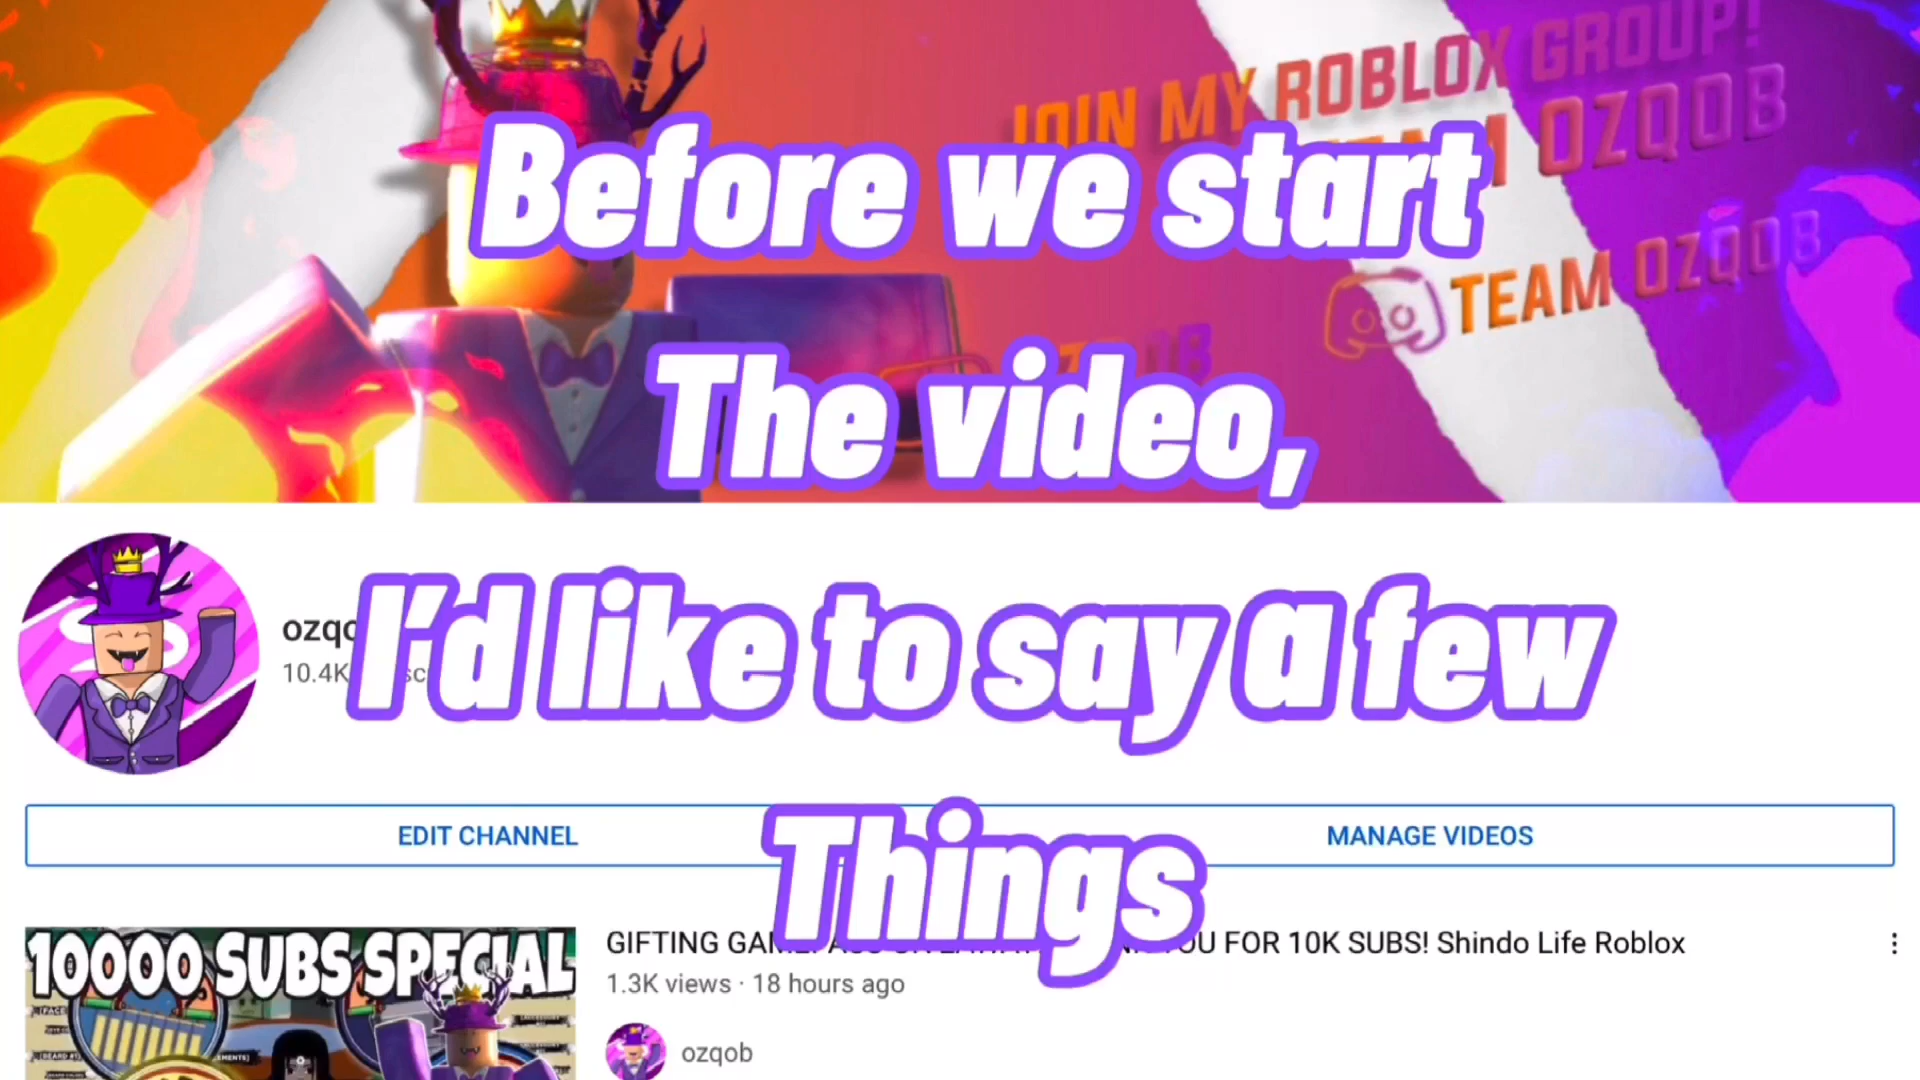 JOIN MY ROBLOX GROUP!
OZQOB
Before we start
TEAM OZQOB
The video,
I'd like to say a few
10.4K
EDIT CHANNEL
MANAGE VIDEOS
Things
10000 SUBS SPECIAL
GIFTING FOR 10K SUBS! Shindo Life Roblox
1.3K views · 18 hours ago
ozqob